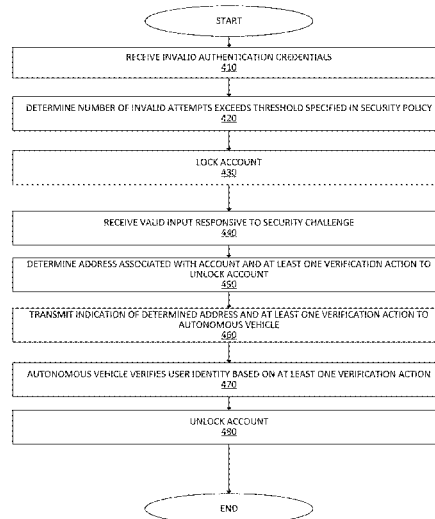 START
RECEIVE INVALID AUTHENTICATION CREDENTIALS
410
DETERMINE NUMBER OF INVALID ATTEMPTS EXCEEDS THRESHOLD SPECIFIED IN SECURITY POLICY
420
LOCK ACCOUNT
430
RECEIVE VALID INPUT RESPONSIVE TO SECURITY CHALLENGE
440
DETERMINE ADDRESS ASSOCIATED WITH ACCOUNT AND AT LEAST ONE VERIFICATION ACTION TO
UNLOCK ACCOUNT
450
TRANSMIT INDICATION OF DETERMINED ADDRESS AND AT LEAST ONE VERIFICATION ACTION TO
AUTONOMOUS VEHICLE
460
AUTONOMOUS VEHICLE VERIFIES USER IDENTITY BASED ON AT LEAST ONE VERIFICATION ACTION
470
UNLOCK ACCOUNT
480
END